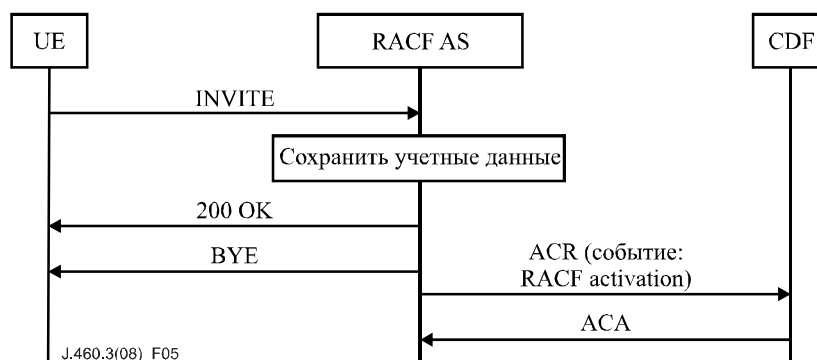 UE
RACF AS
CDF
INVITE
Сохранить учетные данные
200 OK
BYE
ACR (событие:
RACF activation)
ACA
J.460.3(08)_F05